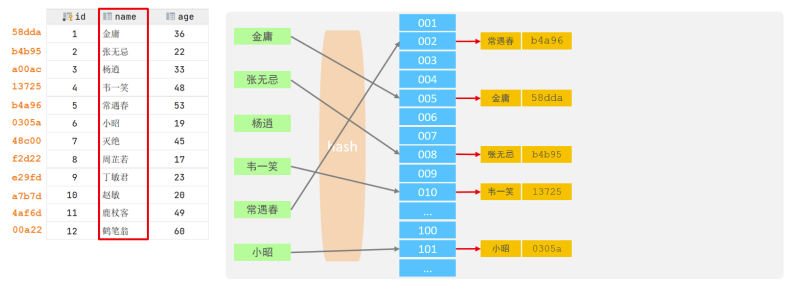 id name age
58dda 1 金庸 36
b4b95 2 张无忌 22
a00ac 3 杨逍 33
13725 4 韦一笑 48
b4a96 5 常遇春 53
0305a 6 小昭 19
48c00 7 灭绝 45
f2d22 8 周芷若 17
e29fd 9 丁敏君 23
a7b7d 10 赵敏 20
4af6d 11 鹿杖客 49
00a22 12 鹤笔翁 60
金庸
张无忌
杨逍
韦一笑
常遇春
小昭
hash
001
002
003
004
005
006
007
008
009
010
...
100
101
...
常遇春 b4a96
金庸 58dda
张无忌 b4b95
韦一笑 13725
小昭 0305a